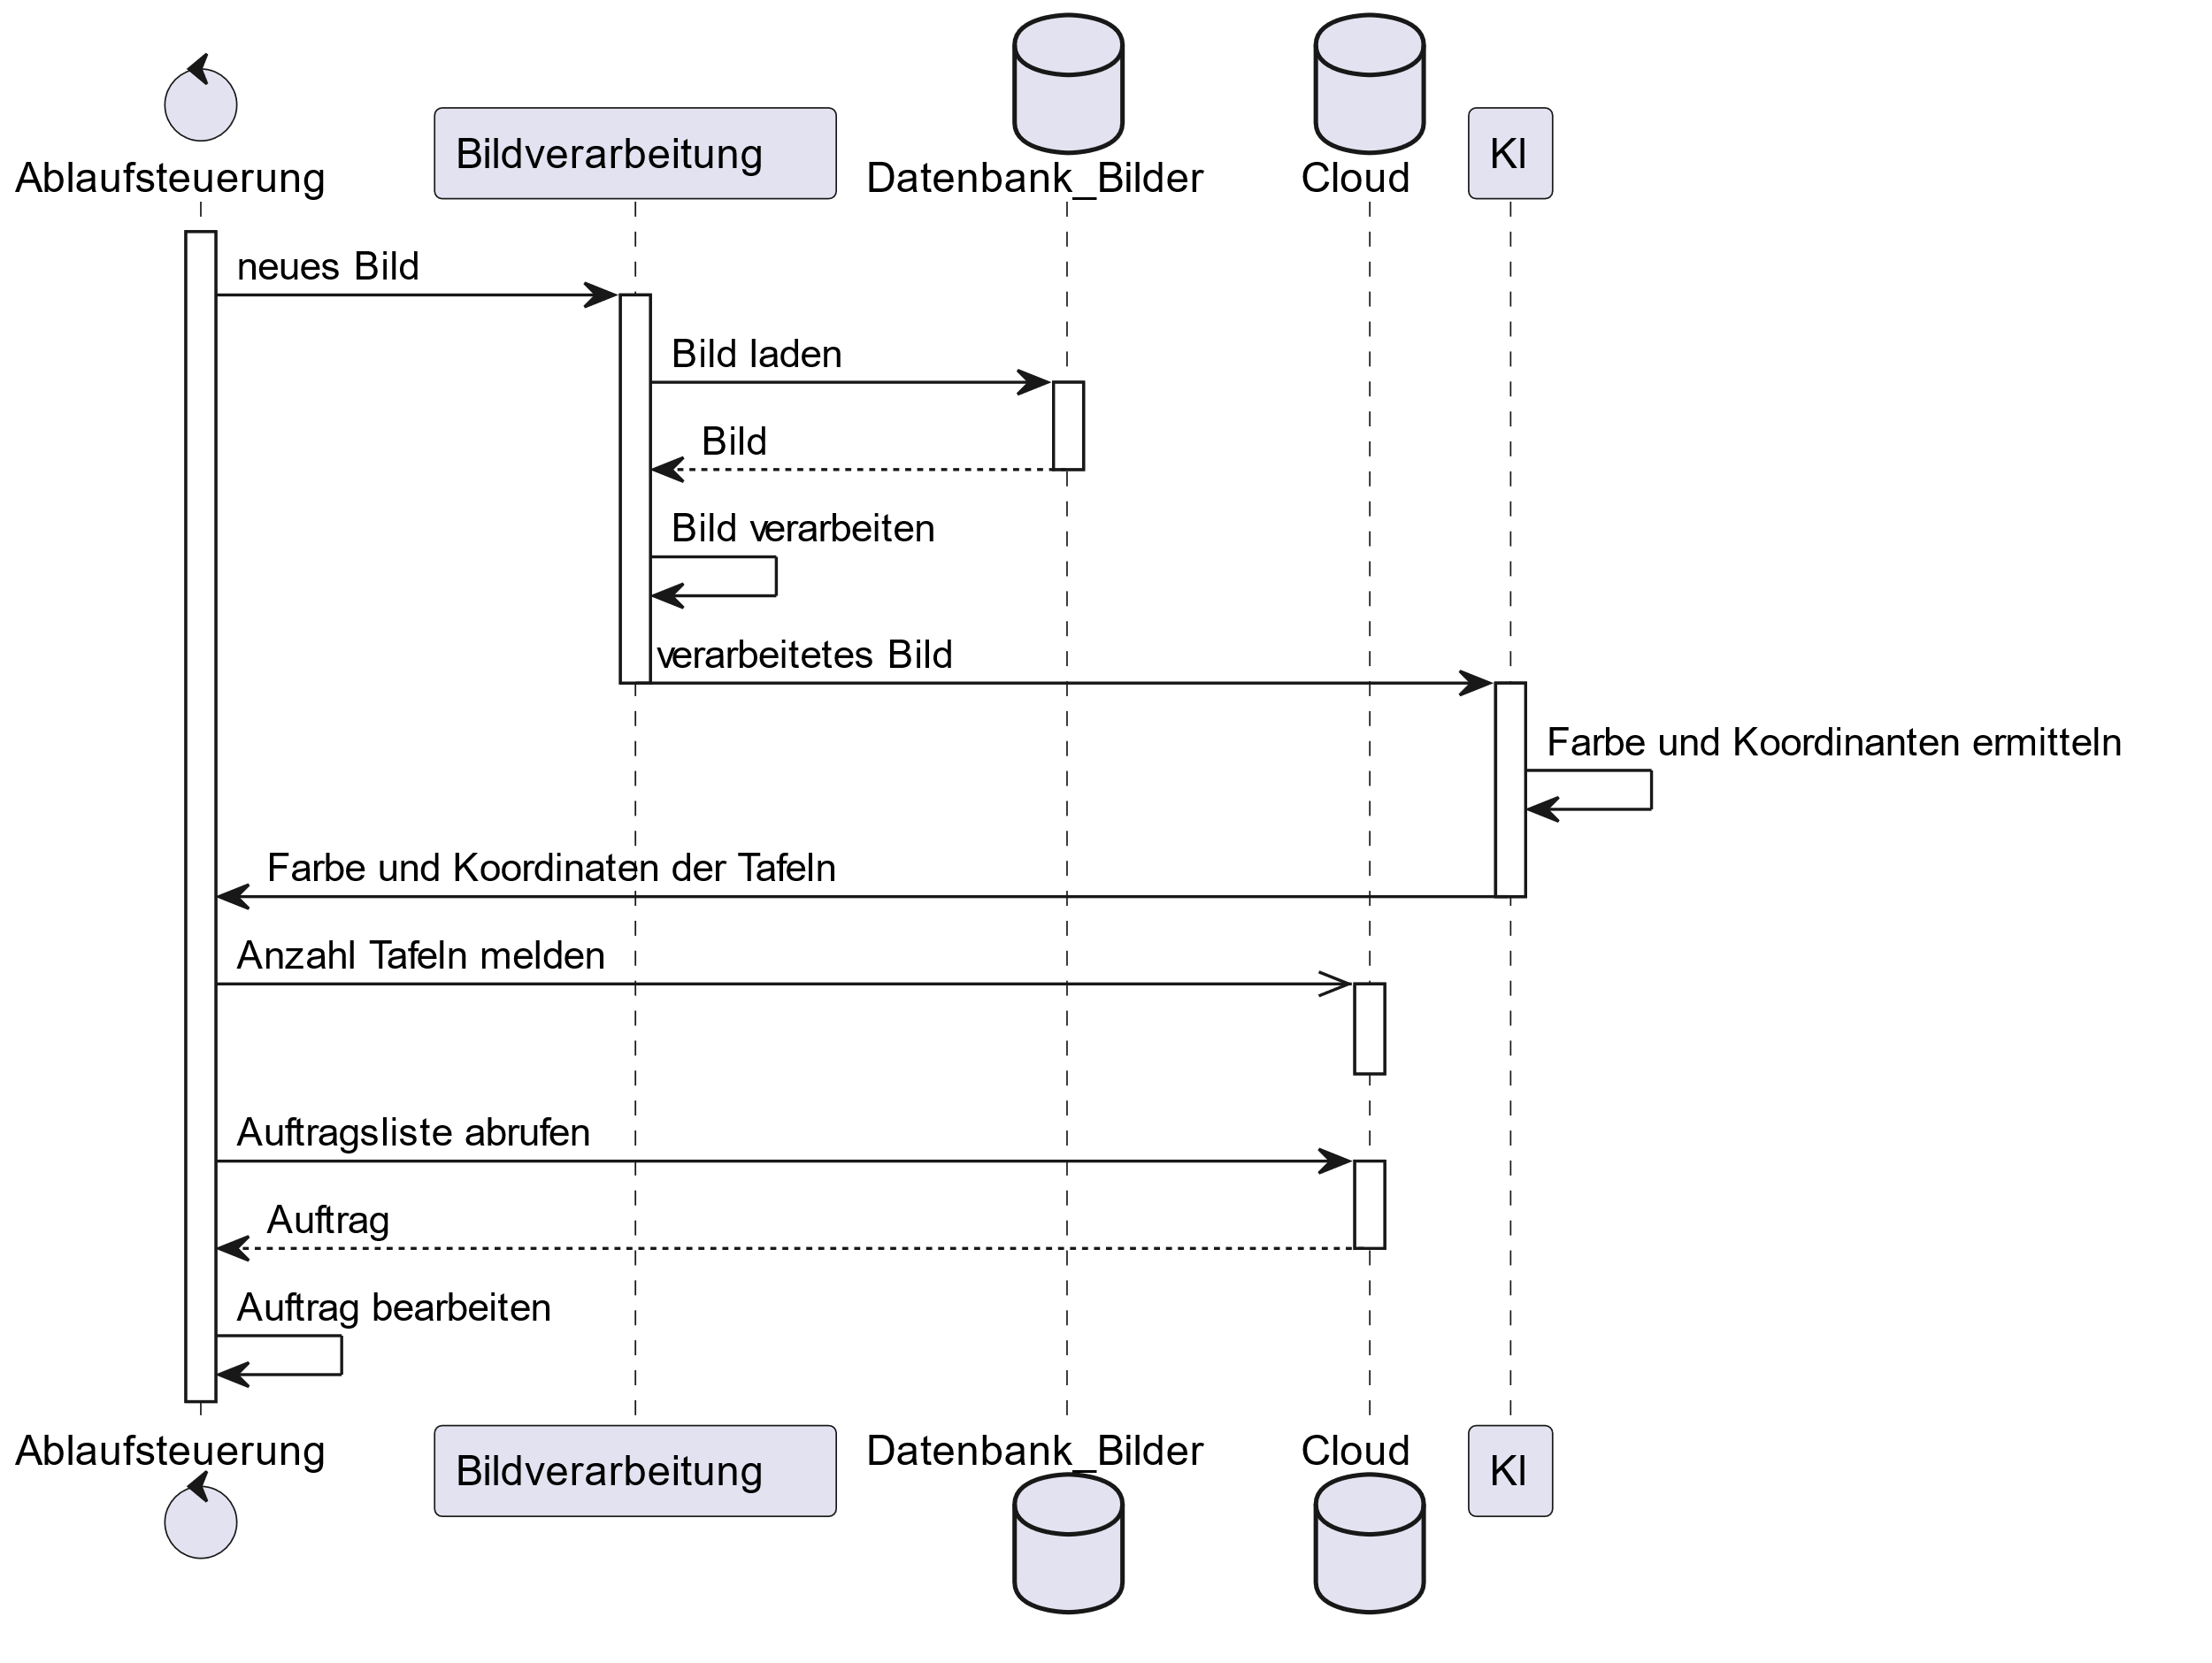 Ablaufsteuerung
Bildverarbeitung
Datenbank_Bilder
Cloud
KI
neues Bild
Bild laden
Bild
Bild verarbeiten
verarbeitetes Bild
Farbe und Koordinanten ermitteln
Farbe und Koordinaten der Tafeln
Anzahl Tafeln melden
Auftragsliste abrufen
Auftrag
Auftrag bearbeiten
Ablaufsteuerung
Bildverarbeitung
Datenbank_Bilder
Cloud
KI